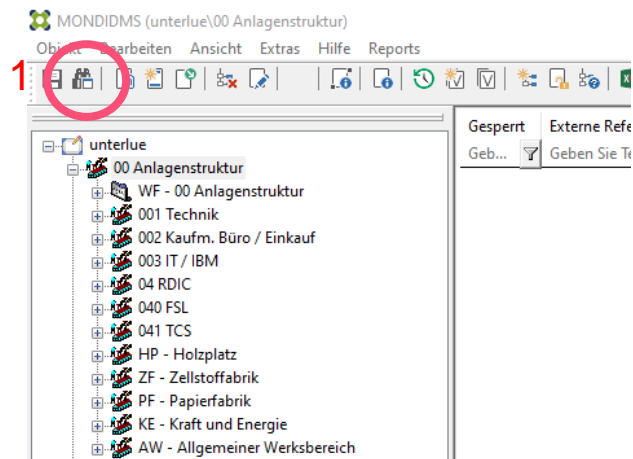 MONDIDMS (unterlue\00 Anlagenstruktur)
Objekt Bearbeiten Ansicht Extras Hilfe Reports
1
Gesperrt Externe Refe
Geb... Geben Sie Te
unterlue
00 Anlagenstruktur
WF - 00 Anlagenstruktur
001 Technik
002 Kaufm. Büro / Einkauf
003 IT / IBM
04 RDIC
040 FSL
041 TCS
HP - Holzplatz
ZF - Zellstoffabrik
PF - Papierfabrik
KE - Kraft und Energie
AW - Allgemeiner Werksbereich